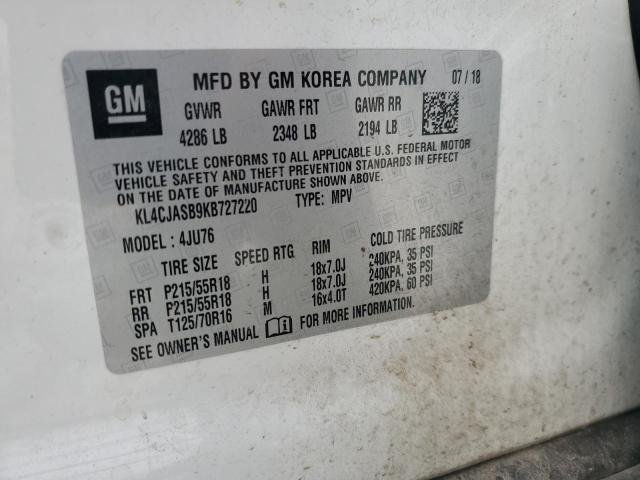 GM
MFD BY GM KOREA COMPANY 07 / 18
GVWR GAWR FRT GAWR RR
4286 LB 2348 LB 2194 LB
THIS VEHICLE CONFORMS TO ALL APPLICABLE U.S. FEDERAL MOTOR
VEHICLE SAFETY AND THEFT PREVENTION STANDARDS IN EFFECT
ON THE DATE OF MANUFACTURE SHOWN ABOVE.
KL4CJASB9KB727220 TYPE: MPV
MODEL: 4JU76
TIRE SIZE SPEED RTG RIM COLD TIRE PRESSURE
FRT P215/55R18 H 18x7.0J 240KPA, 35 PSI
RR P215/55R18 H 18x7.0J 240KPA, 35 PSI
SPA T125/70R16 M 16x4.0T 420KPA, 60 PSI
SEE OWNER'S MANUAL FOR MORE INFORMATION.